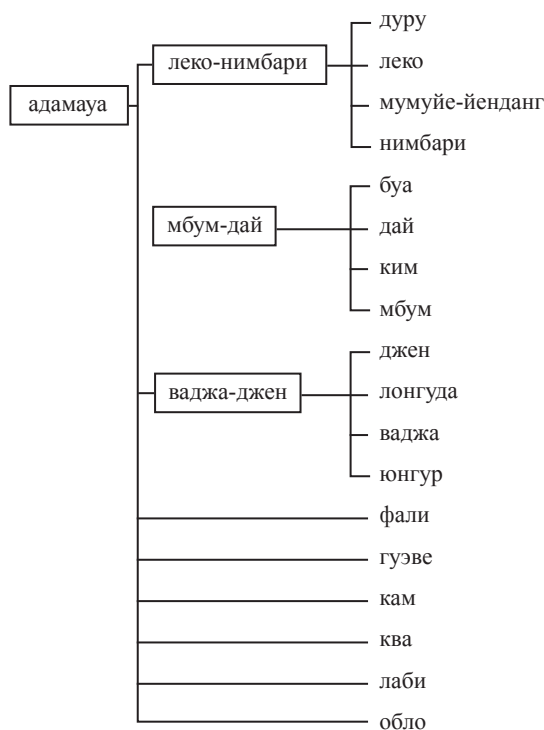 дуру
леко-нимбари
леко
адамауа
мумуйе-йенданг
нимбари
буа
мбум-дай
дай
ким
мбум
джен
ваджа-джен
лонгуда
ваджа
юнгур
фали
гуэве
кам
ква
лаби
обло